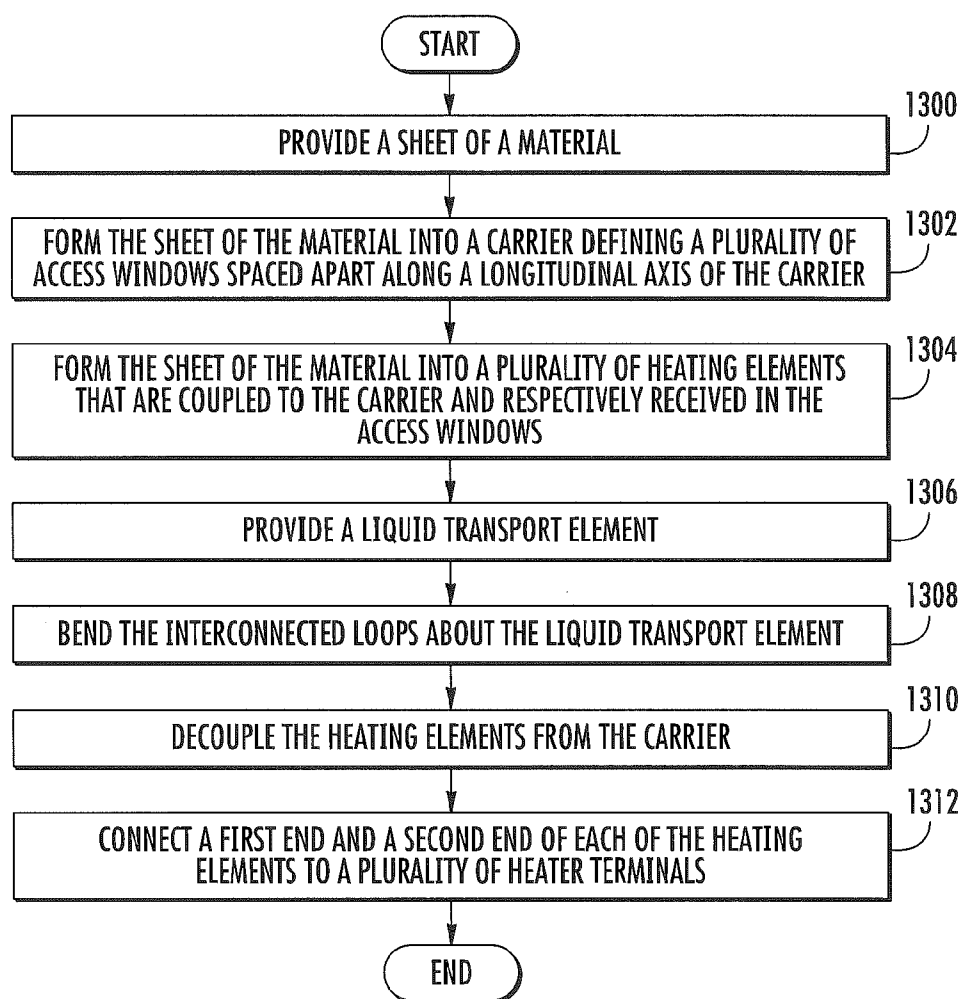 START
1300
PROVIDE A SHEET OF A MATERIAL
1302
FORM THE SHEET OF THE MATERIAL INTO A CARRIER DEFINING A PLURALITY OF
ACCESS WINDOWS SPACED APART ALONG A LONGITUDINAL AXIS OF THE CARRIER
1304
FORM THE SHEET OF THE MATERIAL INTO A PLURALITY OF HEATING ELEMENTS
THAT ARE COUPLED TO THE CARRIER AND RESPECTIVELY RECEIVED IN THE
ACCESS WINDOWS
1306
PROVIDE A LIQUID TRANSPORT ELEMENT
1308
BEND THE INTERCONNECTED LOOPS ABOUT THE LIQUID TRANSPORT ELEMENT
1310
DECOUPLE THE HEATING ELEMENTS FROM THE CARRIER
1312
CONNECT A FIRST END AND A SECOND END OF EACH OF THE HEATING
ELEMENTS TO A PLURALITY OF HEATER TERMINALS
END